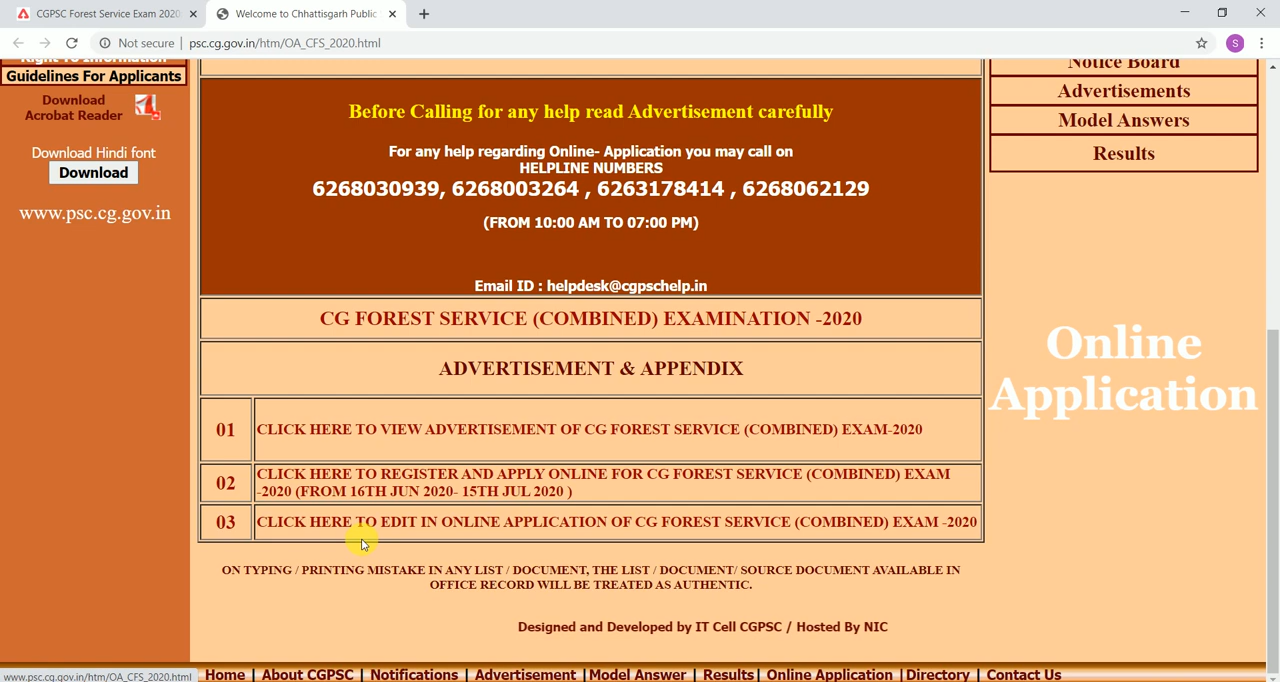 CGPSC Forest Service Exam 2020
Welcome to Chhattisgarh Public
Not secure | psc.cg.gov.in/htm/OA_CFS_2020.html
S
Right To Information
Guidelines For Applicants
Download
Acrobat Reader
Download Hindi font
Download
www.psc.cg.gov.in
Before Calling for any help read Advertisement carefully
For any help regarding Online- Application you may call on
HELPLINE NUMBERS
6268030939, 6268003264 , 6263178414 , 6268062129
(FROM 10:00 AM TO 07:00 PM)
Email ID : helpdesk@cgpschelp.in
CG FOREST SERVICE (COMBINED) EXAMINATION -2020
ADVERTISEMENT & APPENDIX
01 CLICK HERE TO VIEW ADVERTISEMENT OF CG FOREST SERVICE (COMBINED) EXAM-2020
02 CLICK HERE TO REGISTER AND APPLY ONLINE FOR CG FOREST SERVICE (COMBINED) EXAM
-2020 (FROM 16TH JUN 2020- 15TH JUL 2020 )
03 CLICK HERE TO EDIT IN ONLINE APPLICATION OF CG FOREST SERVICE (COMBINED) EXAM -2020
ON TYPING / PRINTING MISTAKE IN ANY LIST / DOCUMENT, THE LIST / DOCUMENT/ SOURCE DOCUMENT AVAILABLE IN
OFFICE RECORD WILL BE TREATED AS AUTHENTIC.
Designed and Developed by IT Cell CGPSC / Hosted By NIC
Notice Board
Advertisements
Model Answers
Results
Online
Application
www.psc.cg.gov.in/htm/OA_CFS_2020.html
Home | About CGPSC | Notifications | Advertisement |Model Answer | Results| Online Application |Directory | Contact Us